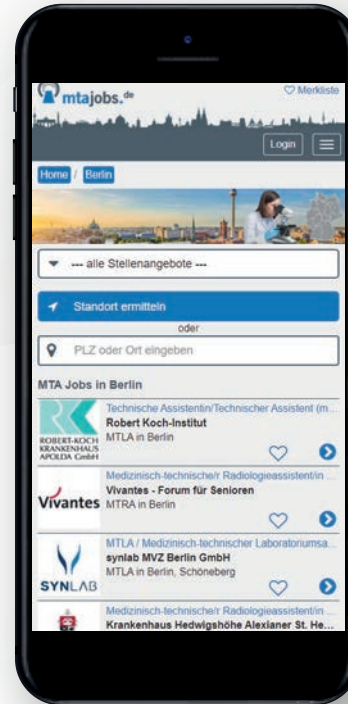 mtajobs.de
Merkliste
Login
Home / Berlin
--- alle Stellenangebote ---
Standort ermitteln
oder
PLZ oder Ort eingeben
MTA Jobs in Berlin
ROBERT-KOCH
KRANKENHAUS
APOLDA GmbH
Technische Assistentin/Technischer Assistent (m...
Robert Koch-Institut
MTLA in Berlin
Vivantes
Medizinisch-technische/r Radiologieassistent/in ...
Vivantes - Forum für Senioren
MTRA in Berlin
SYNLAB
MTLA / Medizinisch-technischer Laboratoriumsa...
synlab MVZ Berlin GmbH
MTLA in Berlin, Schöneberg
Medizinisch-technische/r Radiologieassistent/in ...
Krankenhaus Hedwigshöhe Alexianer St. He...